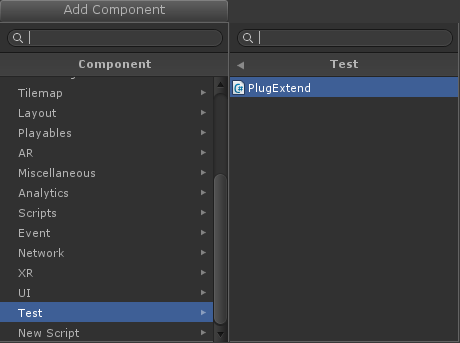 Add Component
Component
Tilemap
Layout
Playables
AR
Miscellaneous
Analytics
Scripts
Event
Network
XR
UI
Test
New Script
Test
PlugExtend